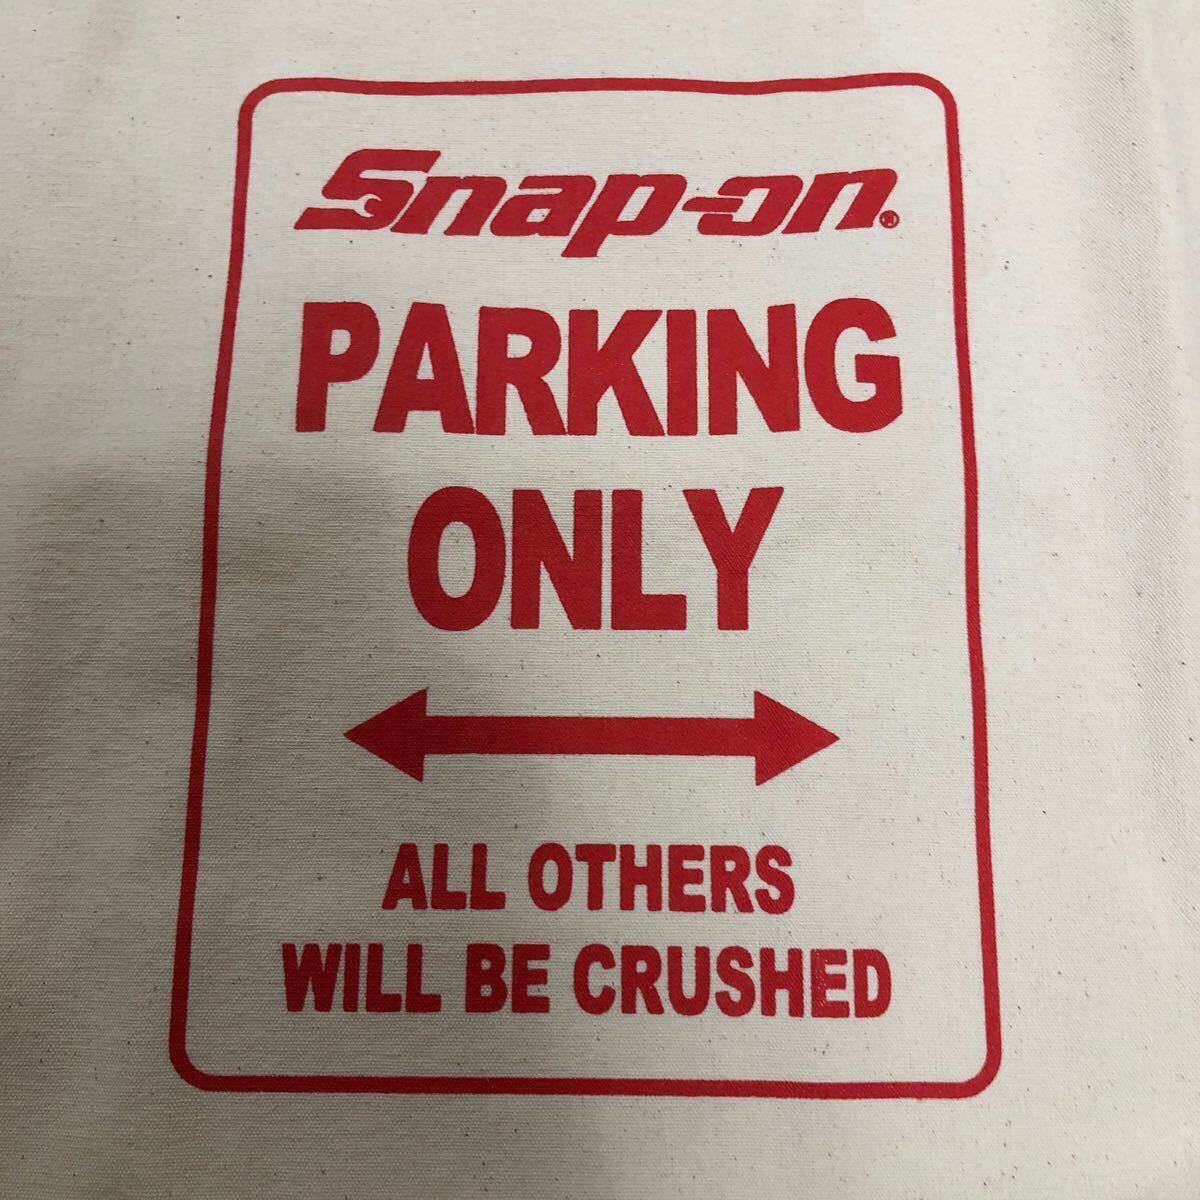 Snap-on®
PARKING
ONLY
ALL OTHERS
WILL BE CRUSHED